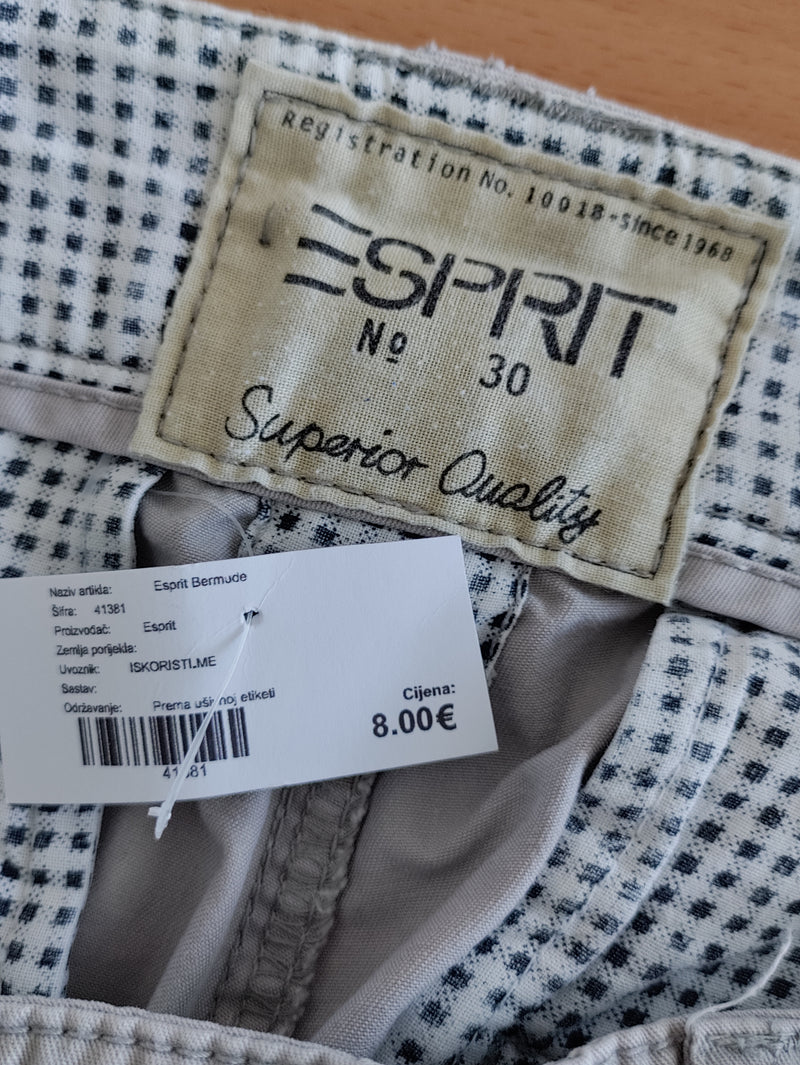 Registration No. 10018-Since 1968
ESPRIT
Nº 30
Superior Quality
Naziv artikla: Esprit Bermude
Šifra: 41381
Proizvođač: Esprit
Zemlja porijekla:
Uvoznik: ISKORISTI.ME
Sastav:
Održavanje: Prema ušivnoj etiketi
Cijena:
8.00€
41381